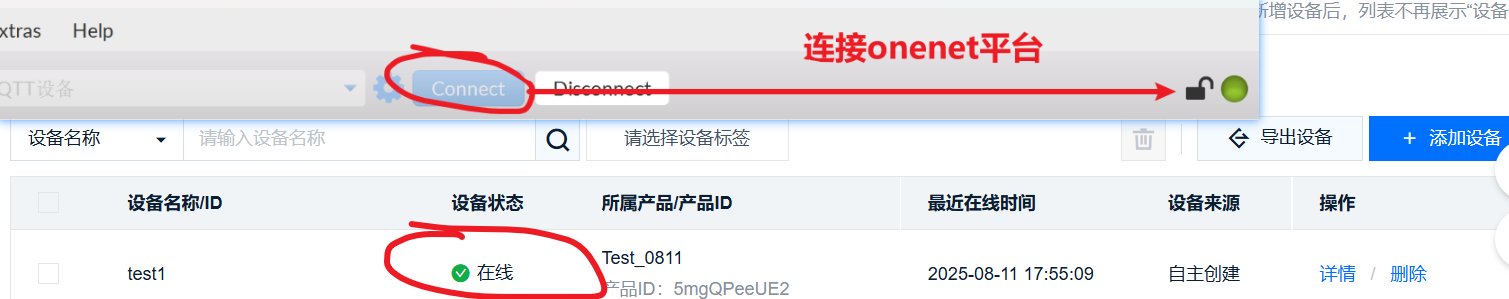 新增设备后，列表不再展示“设备
xtras Help
连接onenet平台
QTT设备 Connect Disconnect
设备名称 请输入设备名称 请选择设备标签 导出设备 + 添加设备
设备名称/ID 设备状态 所属产品/产品ID 最近在线时间 设备来源 操作
test1 在线 Test_0811 2025-08-11 17:55:09 自主创建 详情 / 删除
产品ID：5mgQPeeUE2